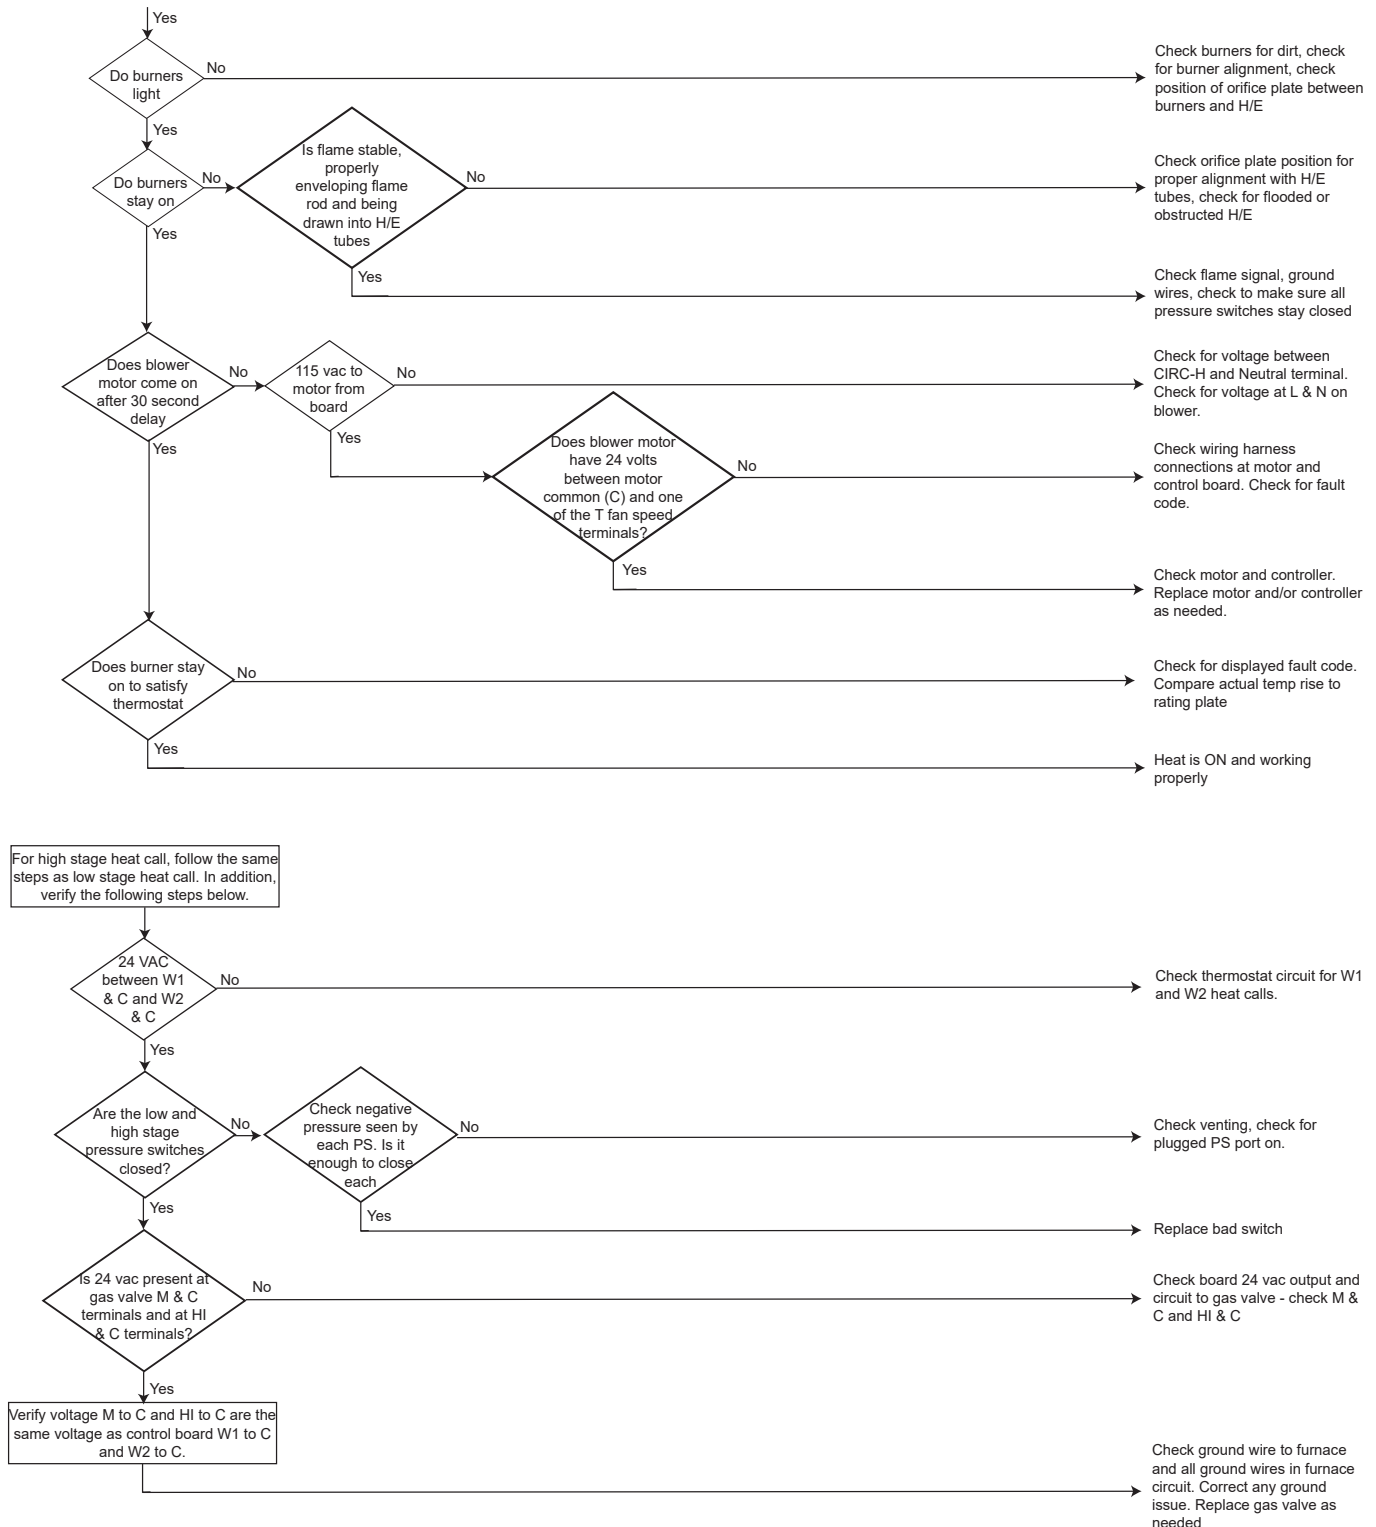 Yes
Do burners
light
No
Check burners for dirt, check
for burner alignment, check
position of orifice plate between
burners and H/E
Yes
Do burners
stay on
No
Is flame stable,
properly
enveloping flame
rod and being
drawn into H/E
tubes
No
Check orifice plate position for
proper alignment with H/E
tubes, check for flooded or
obstructed H/E
Yes
Yes
Check flame signal, ground
wires, check to make sure all
pressure switches stay closed
Does blower
motor come on
after 30 second
delay
No
115 vac to
motor from
board
No
Check for voltage between
CIRC-H and Neutral terminal.
Check for voltage at L & N on
blower.
Yes
Yes
Does blower motor
have 24 volts
between motor
common (C) and one
of the T fan speed
terminals?
No
Check wiring harness
connections at motor and
control board. Check for fault
code.
Yes
Check motor and controller.
Replace motor and/or controller
as needed.
Does burner stay
on to satisfy
thermostat
No
Check for displayed fault code.
Compare actual temp rise to
rating plate
Yes
Heat is ON and working
properly
For high stage heat call, follow the same
steps as low stage heat call. In addition,
verify the following steps below.
24 VAC
between W1
& C and W2
& C
No
Check thermostat circuit for W1
and W2 heat calls.
Yes
Are the low and
high stage
pressure switches
closed?
No
Check negative
pressure seen by
each PS. Is it
enough to close
each
No
Check venting, check for
plugged PS port on.
Yes
Yes
Replace bad switch
Is 24 vac present at
gas valve M & C
terminals and at HI
& C terminals?
No
Check board 24 vac output and
circuit to gas valve - check M &
C and HI & C
Yes
Verify voltage M to C and HI to C are the
same voltage as control board W1 to C
and W2 to C.
Check ground wire to furnace
and all ground wires in furnace
circuit. Correct any ground
issue. Replace gas valve as
needed